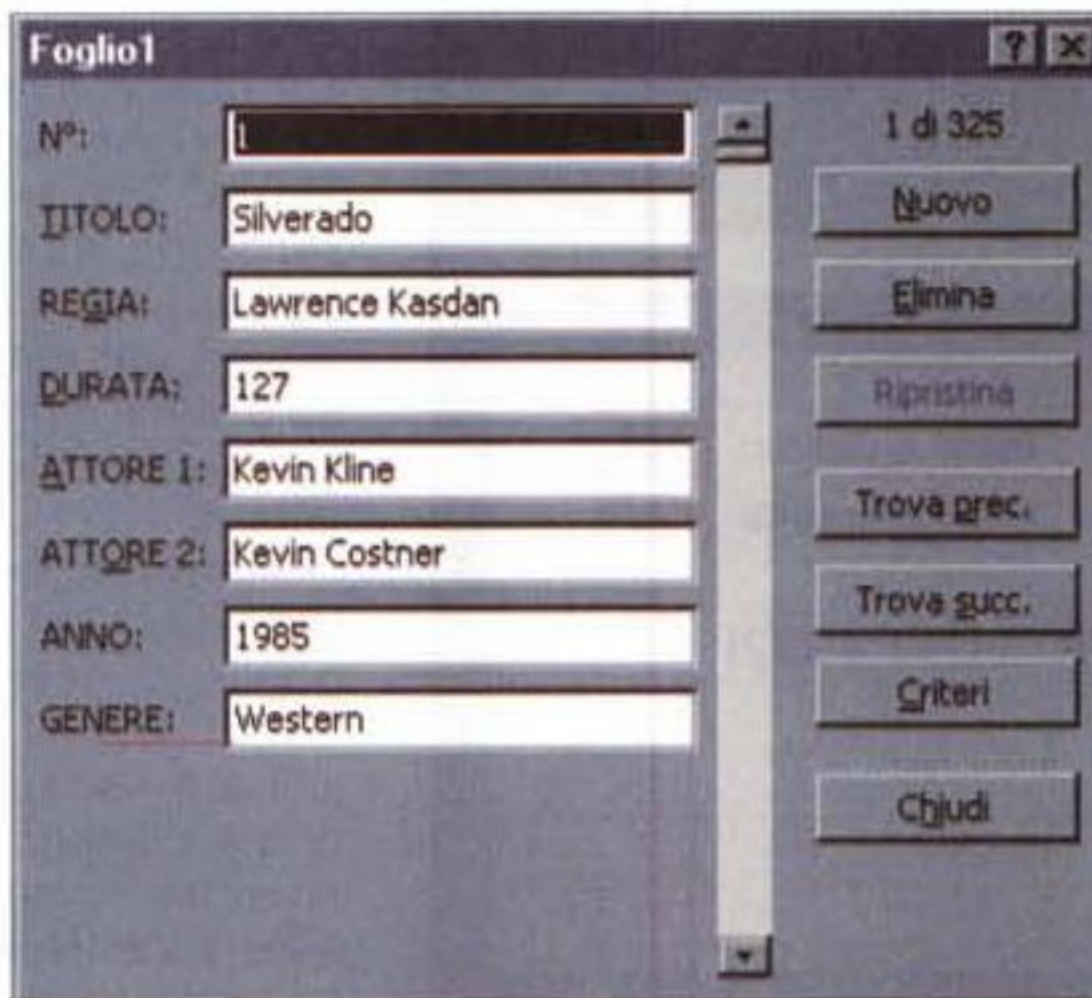 Foglio1
Nº: 1
TITOLO: Silverado
REGIA: Lawrence Kasdan
DURATA: 127
ATTORE 1: Kevin Kline
ATTORE 2: Kevin Costner
ANNO: 1985
GENERE: Western
1 di 325
Nuovo
Elimina
Ripristina
Trova prec.
Trova succ.
Criteri
Chiudi